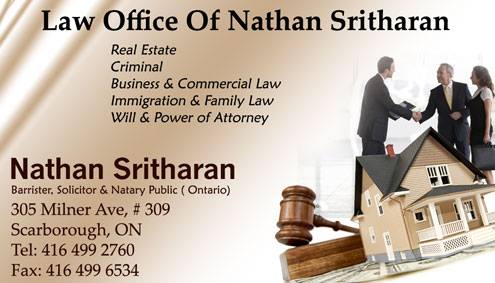 Law Office Of Nathan Sritharan
Real Estate
Criminal
Business & Commercial Law
Immigration & Family Law
Will & Power of Attorney
Nathan Sritharan
Barrister, Solicitor & Natary Public ( Ontario)
305 Milner Ave, # 309
Scarborough, ON
Tel: 416 499 2760
Fax: 416 499 6534